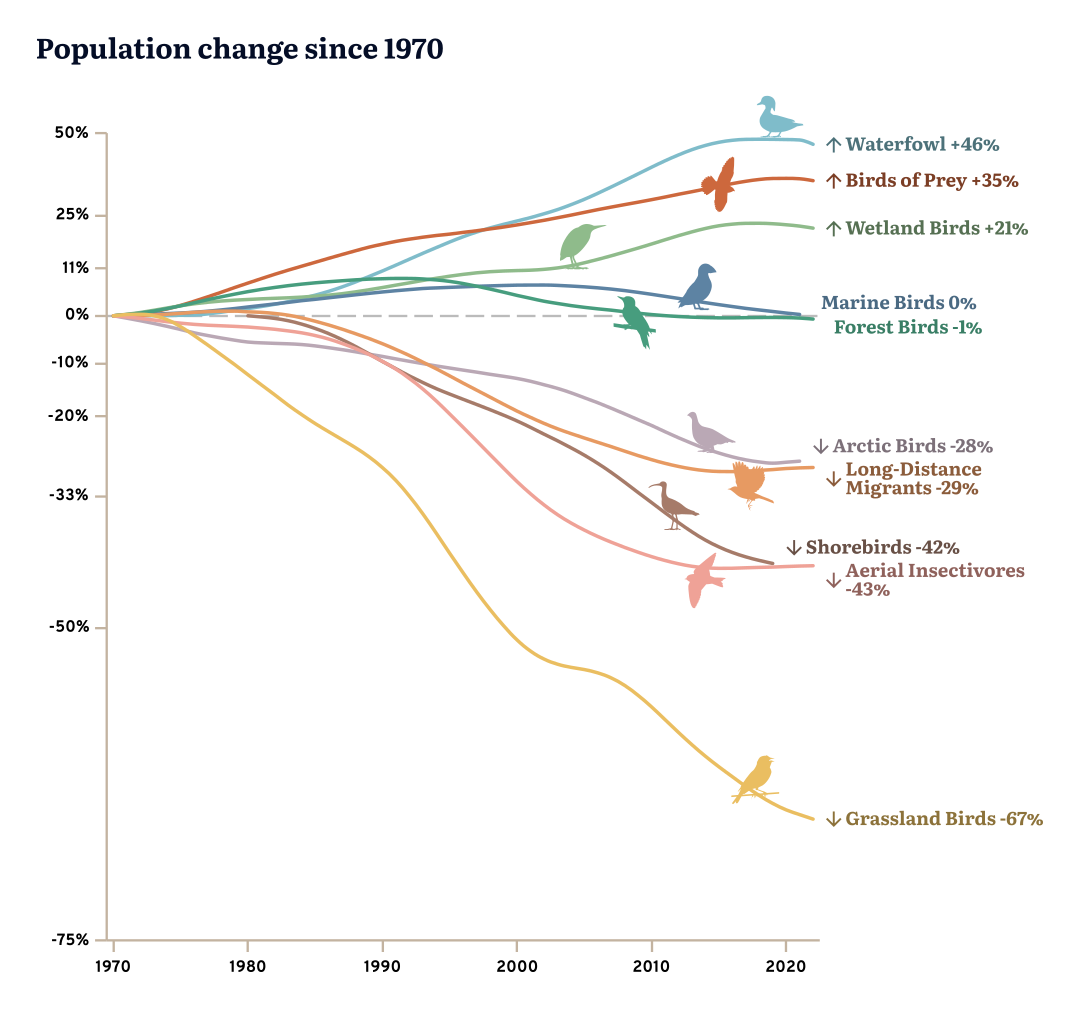 Population change since 1970
50%
↑ Waterfowl +46%
↑ Birds of Prey +35%
25%
↑ Wetland Birds +21%
11%
Marine Birds 0%
0%
Forest Birds -1%
-10%
-20%
↓ Arctic Birds -28%
↓ Long-Distance
Migrants -29%
-33%
↓ Shorebirds -42%
↓ Aerial Insectivores
-43%
-50%
↓ Grassland Birds -67%
-75%
1970 1980 1990 2000 2010 2020